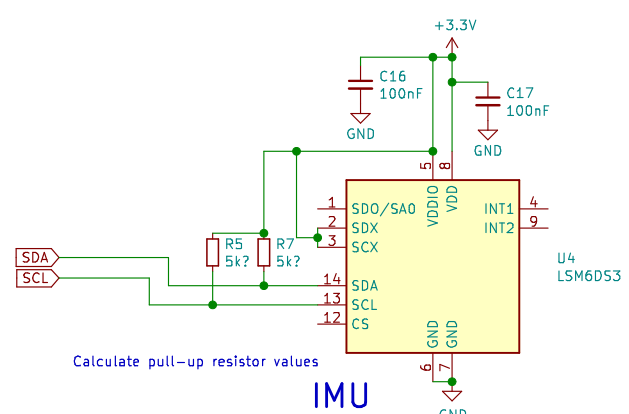 +3.3V
C16
100nF
GND
C17
100nF
GND
5
8
VDDIO
VDD
1
SDO/SA0
INT1
4
2
SDX
INT2
9
3
SCX
R5
5k?
R7
5k?
SDA
SCL
14
SDA
13
SCL
12
CS
U4
LSM6DS3
GND
GND
6
7
Calculate pull-up resistor values
IMU
GND